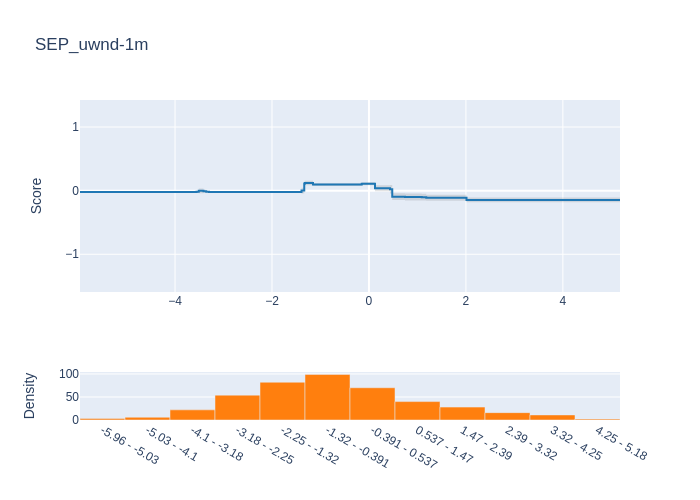 SEP_uwnd-1m
Score
1
0
−1
−4
−2
0
2
4
Density
100
50
0
-5.96 - -5.03
-5.03 - -4.1
-4.1 - -3.18
-3.18 - -2.25
-2.25 - -1.32
-1.32 - -0.391
-0.391 - 0.537
0.537 - 1.47
1.47 - 2.39
2.39 - 3.32
3.32 - 4.25
4.25 - 5.18